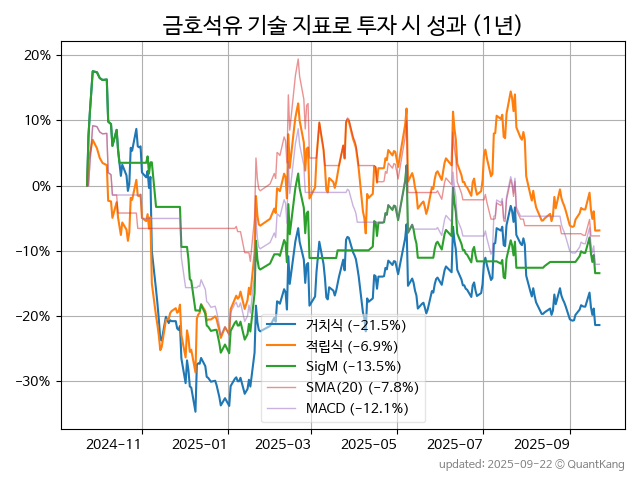 금호석유 기술 지표로 투자 시 성과 (1년)
20%
10%
0%
−10%
−20%
−30%
거치식 (−21.5%)
적립식 (−6.9%)
SigM (−13.5%)
SMA(20) (−7.8%)
MACD (−12.1%)
2024-11
2025-01
2025-03
2025-05
2025-07
2025-09
updated: 2025-09-22 © QuantKang